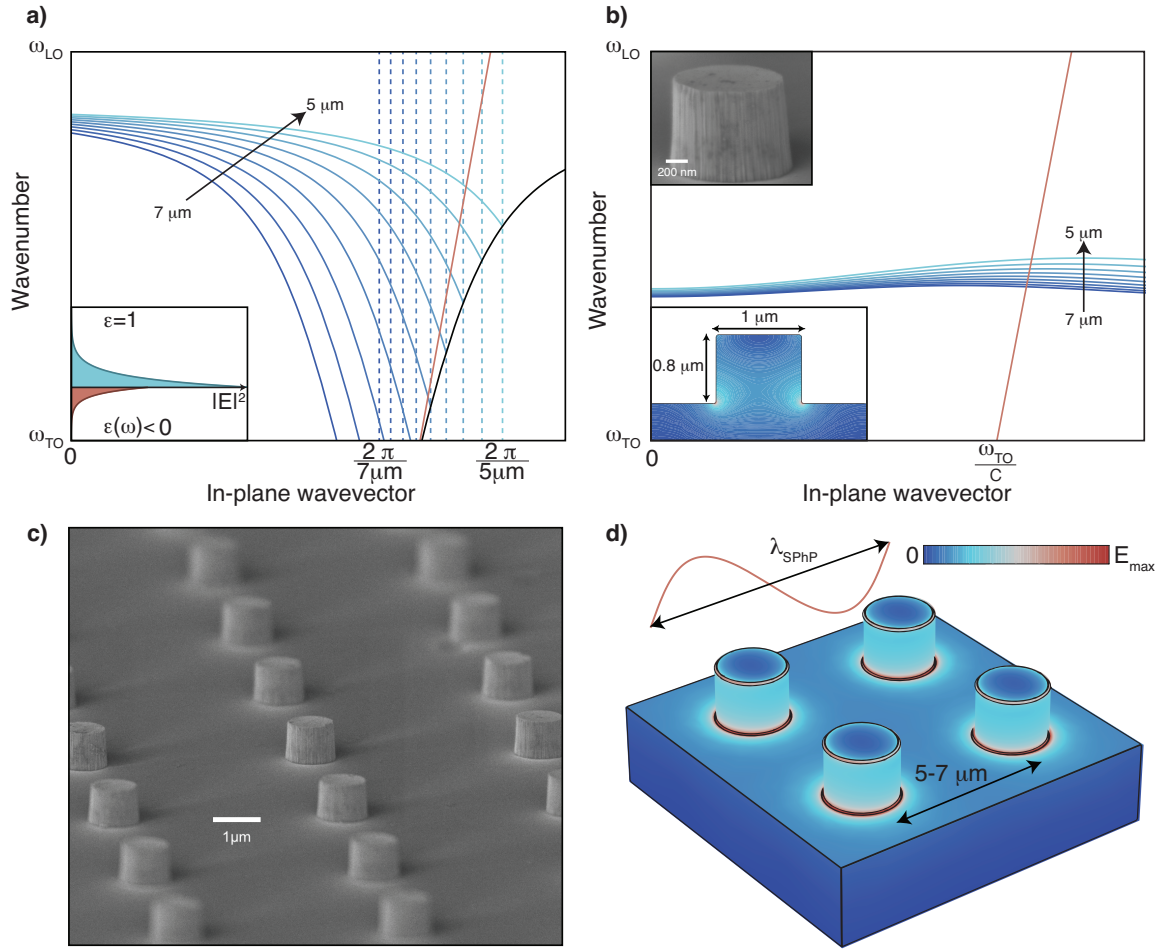 a)
ω_LO
Wavenumber
5 μm
7 μm
ε=1
|E|²
ε(ω)<0
ω_TO
0
2 π
7μm
2 π
5μm
In-plane wavevector
b)
ω_LO
Wavenumber
200 nm
5 μm
7 μm
1 μm
0.8 μm
ω_TO
0
ω_TO
C
In-plane wavevector
c)
1μm
d)
λ_SPhP
0
E_max
5-7 μm